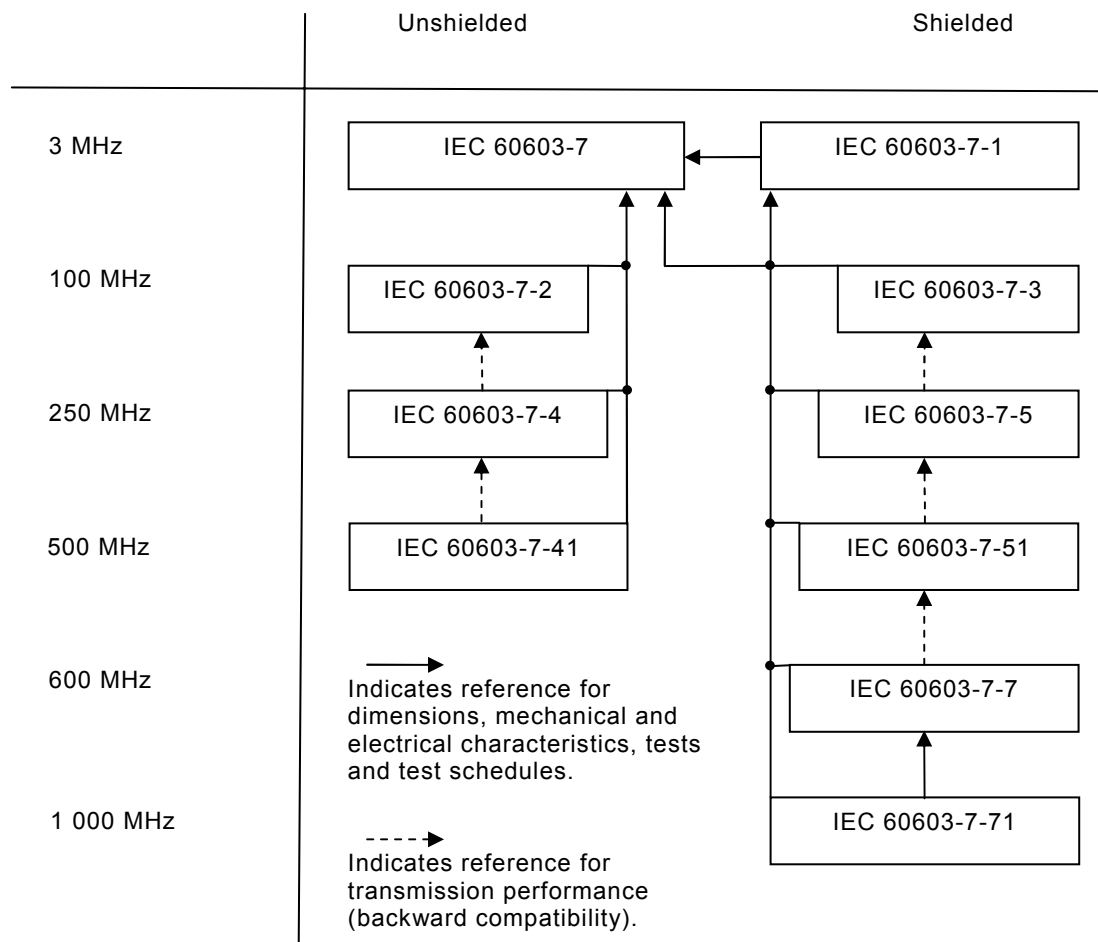 Unshielded Shielded
3 MHz IEC 60603-7 IEC 60603-7-1
100 MHz IEC 60603-7-2 IEC 60603-7-3
250 MHz IEC 60603-7-4 IEC 60603-7-5
500 MHz IEC 60603-7-41 IEC 60603-7-51
600 MHz IEC 60603-7-7
Indicates reference for
dimensions, mechanical and
electrical characteristics, tests
and test schedules.
1 000 MHz IEC 60603-7-71
Indicates reference for
transmission performance
(backward compatibility).